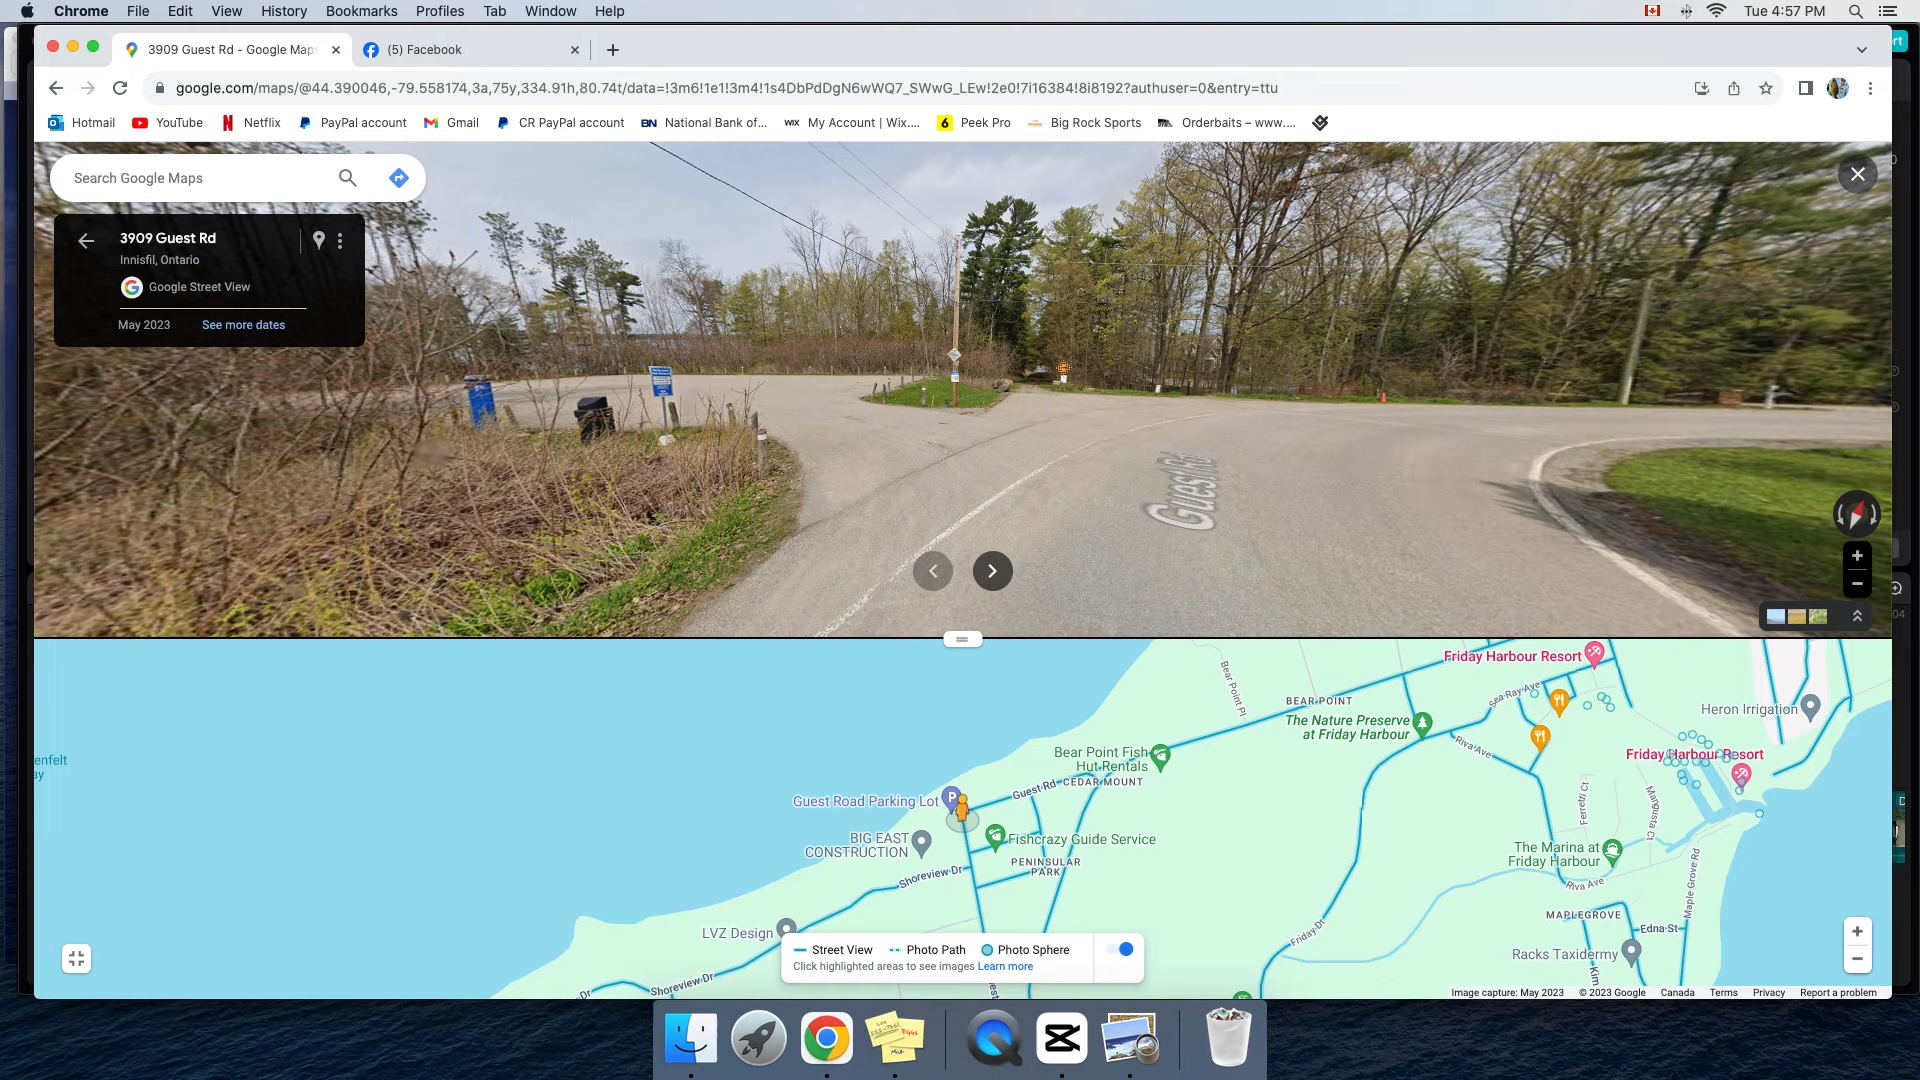 Chrome File Edit View History Bookmarks Profiles Tab Window Help Tue 4:57 PM
3909 Guest Rd - Google Maps (5) Facebook
google.com/maps/@44.390046,-79.558174,3a,75y,334.91h,80.74t/data=!3m6!1e1!3m4!1s4DbPdDgN6wWQ7_SWwG_LEw!2e0!7i16384!8i8192?authuser=0&entry=ttu
Hotmail YouTube Netflix PayPal account Gmail CR PayPal account National Bank of... My Account | Wix.... Peek Pro Big Rock Sports Orderbaits – www....
Search Google Maps
3909 Guest Rd
Innisfil, Ontario
Google Street View
May 2023 See more dates
Guest Rd
Friday Harbour Resort
Sea Ray Ave
Bear Point Pl
BEAR POINT
Heron Irrigation
The Nature Preserve
at Friday Harbour
Riva Ave
Bear Point Fish
Hut Rentals
Friday Harbour Resort
enfelt
ay
CEDAR MOUNT
Guest Rd
Guest Road Parking Lot
Ferretti Ct
Mangusta Ct
BIG EAST
CONSTRUCTION
Fishcrazy Guide Service
The Marina at
Friday Harbour
PENINSULAR
PARK
Shoreview Dr
Riva Ave
Maple Grove Rd
MAPLEGROVE
Edna St
LVZ Design
Friday Dr
Racks Taxidermy
Street View Photo Path Photo Sphere
Click highlighted areas to see images Learn more
Shoreview Dr
Dr
Image capture: May 2023 © 2023 Google Canada Terms Privacy Report a problem